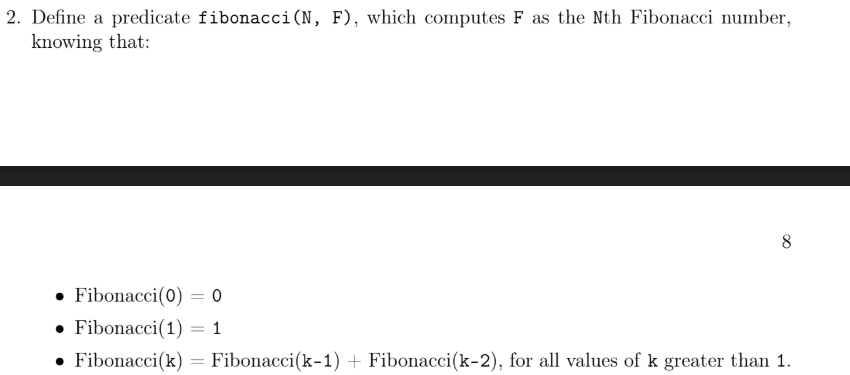 2. Define a predicate fibonacci(N, F), which computes F as the Nth Fibonacci number,
knowing that:
8
• Fibonacci(0) = 0
• Fibonacci(1) = 1
• Fibonacci(k) = Fibonacci(k-1) + Fibonacci(k-2), for all values of k greater than 1.